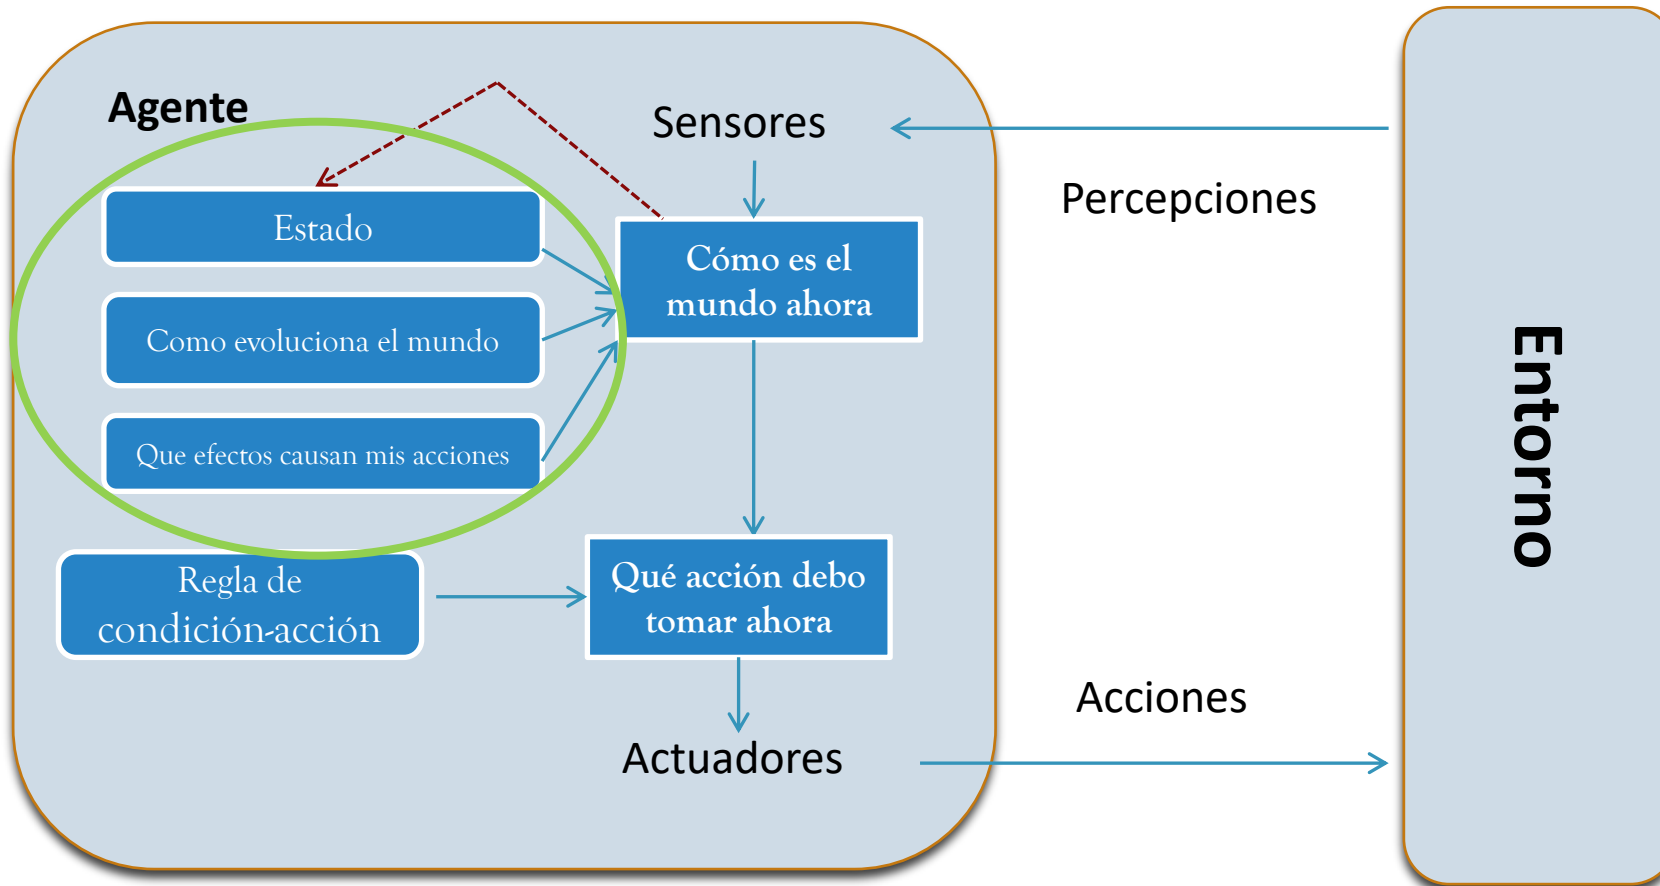 Agente
Sensores
Percepciones
Estado
Cómo es el
mundo ahora
Como evoluciona el mundo
Que efectos causan mis acciones
Entorno
Regla de
condición-acción
Qué acción debo
tomar ahora
Acciones
Actuadores